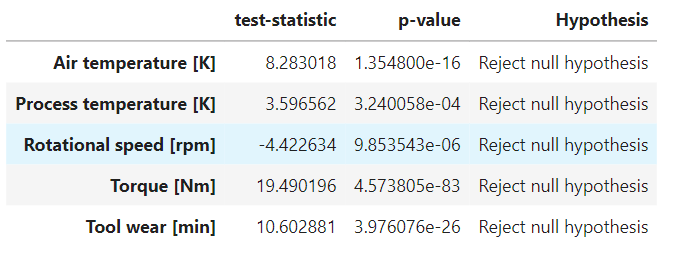 test-statistic p-value Hypothesis
Air temperature [K] 8.283018 1.354800e-16 Reject null hypothesis
Process temperature [K] 3.596562 3.240058e-04 Reject null hypothesis
Rotational speed [rpm] -4.422634 9.853543e-06 Reject null hypothesis
Torque [Nm] 19.490196 4.573805e-83 Reject null hypothesis
Tool wear [min] 10.602881 3.976076e-26 Reject null hypothesis